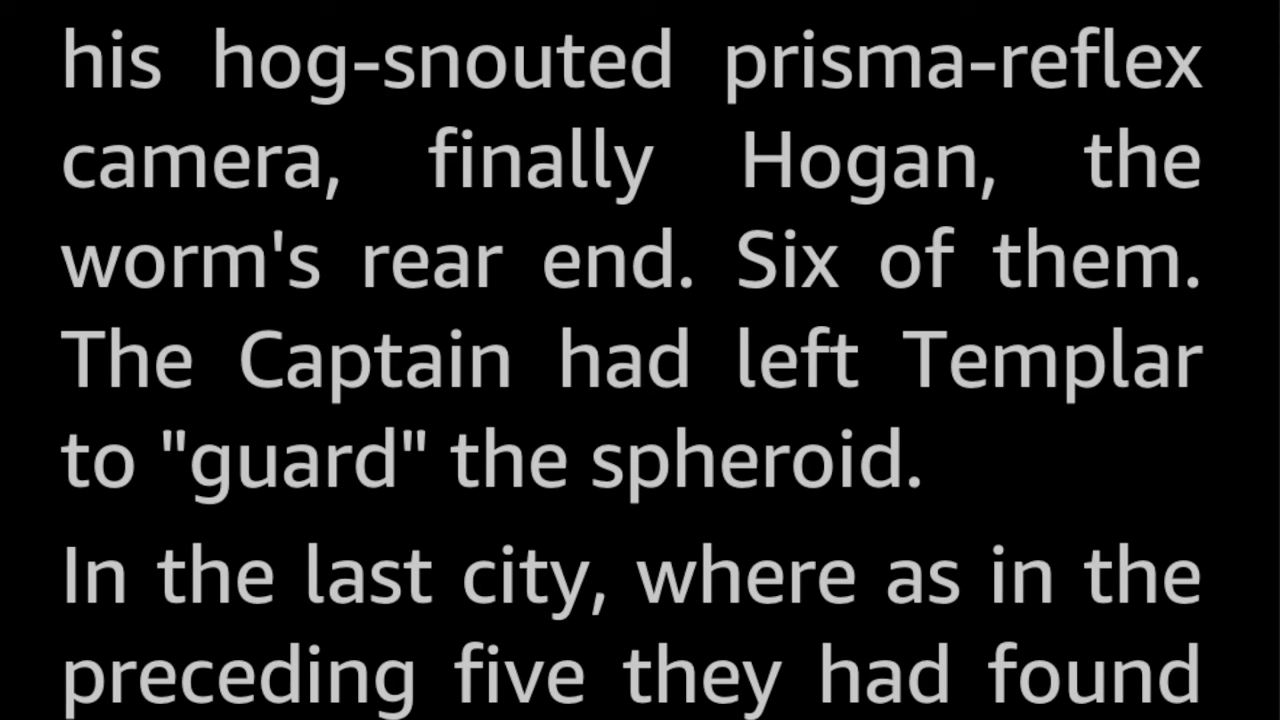 his hog-snouted prisma-reflex
camera, finally Hogan, the
worm's rear end. Six of them.
The Captain had left Templar
to "guard" the spheroid.
In the last city, where as in the
preceding five they had found